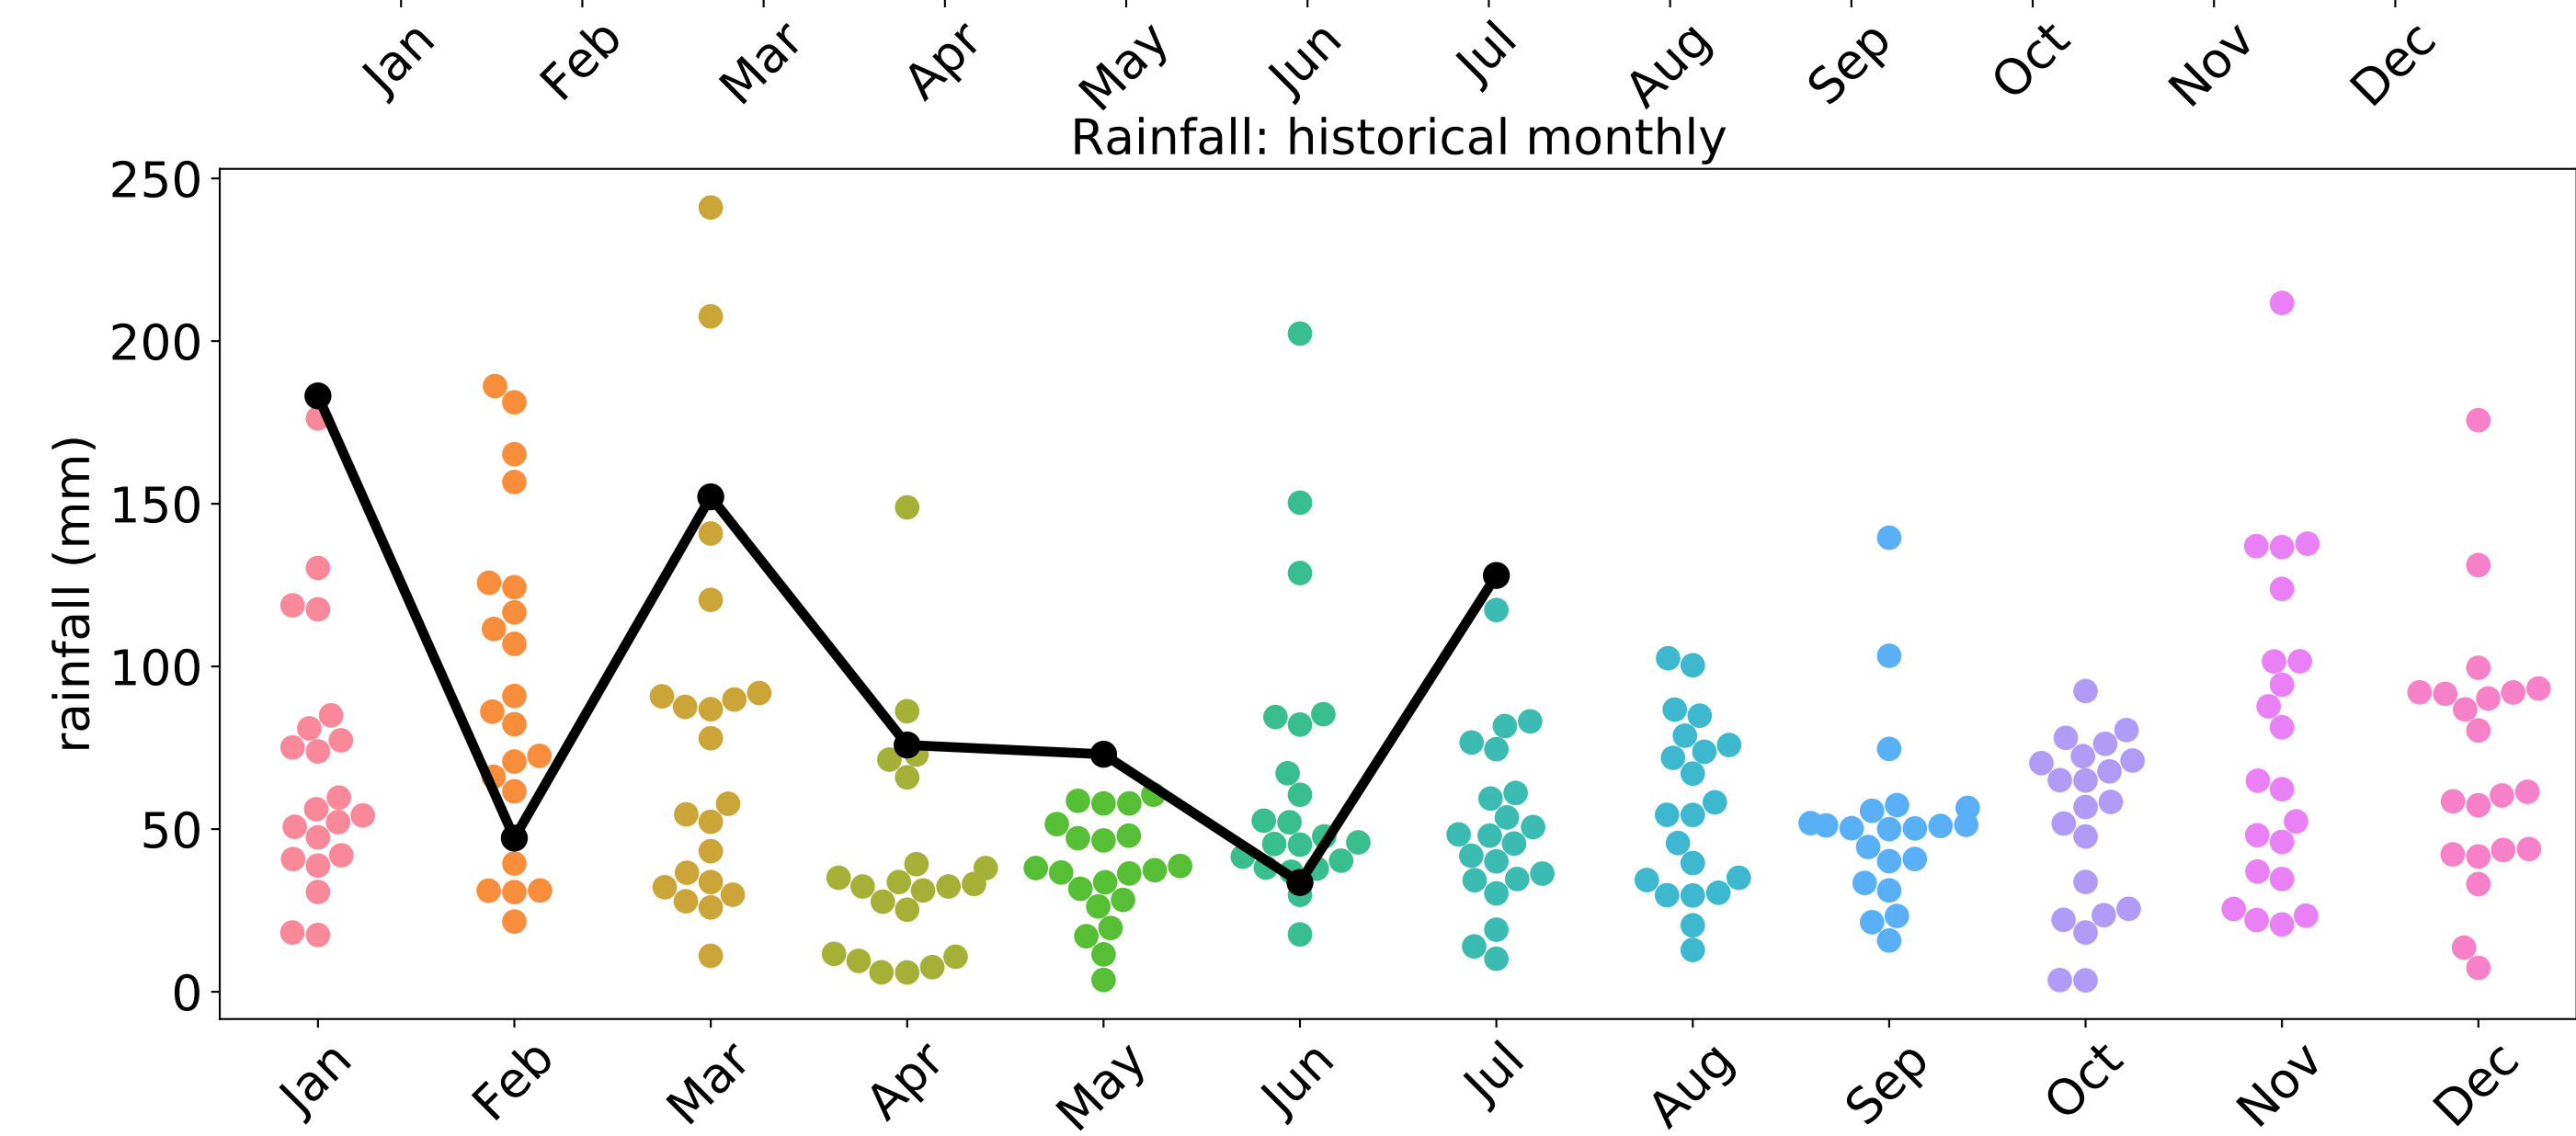 Jan Feb Mar Apr May Jun Jul Aug Sep Oct Nov Dec
Rainfall: historical monthly
250
200
150
100
50
0
rainfall (mm)
Jan Feb Mar Apr May Jun Jul Aug Sep Oct Nov Dec